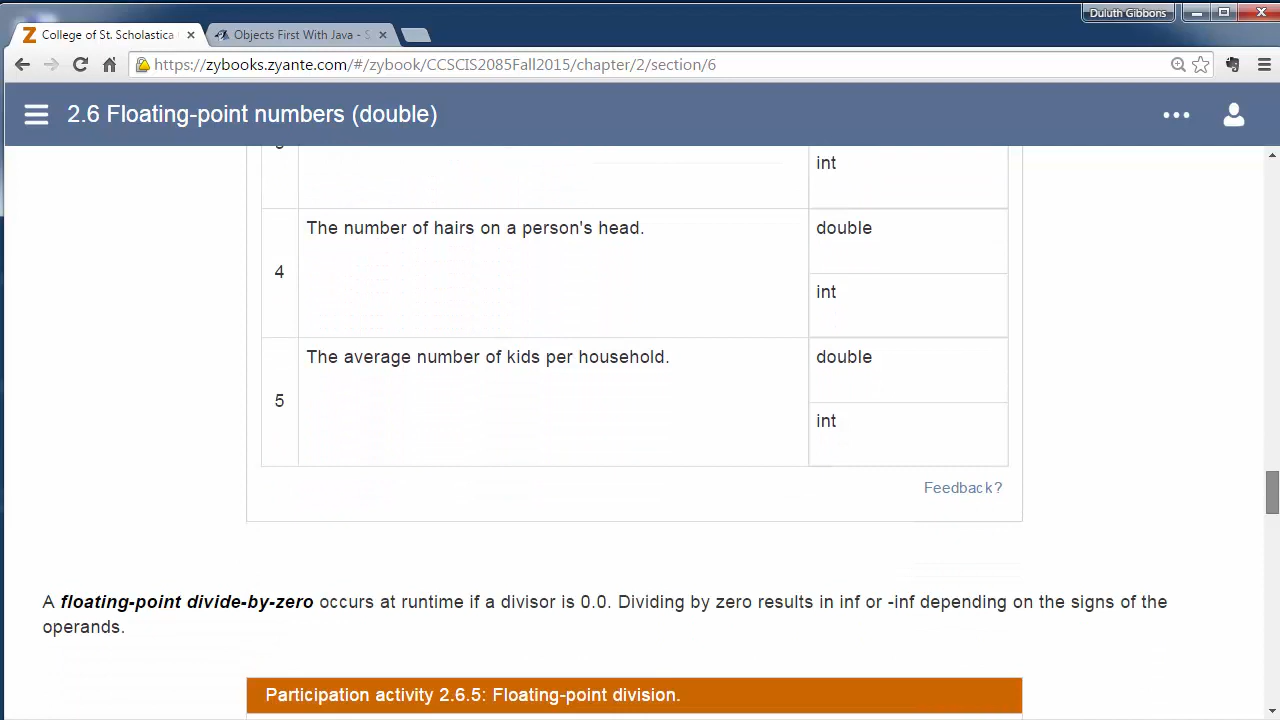 Duluth Gibbons
College of St. Scholastica
Objects First With Java - S
https://zybooks.zyante.com/#/zybook/CCSCIS2085Fall2015/chapter/2/section/6
2.6 Floating-point numbers (double)
int
The number of hairs on a person's head.
double
4
int
The average number of kids per household.
double
5
int
Feedback?
A floating-point divide-by-zero occurs at runtime if a divisor is 0.0. Dividing by zero results in inf or -inf depending on the signs of the
operands.
Participation activity 2.6.5: Floating-point division.